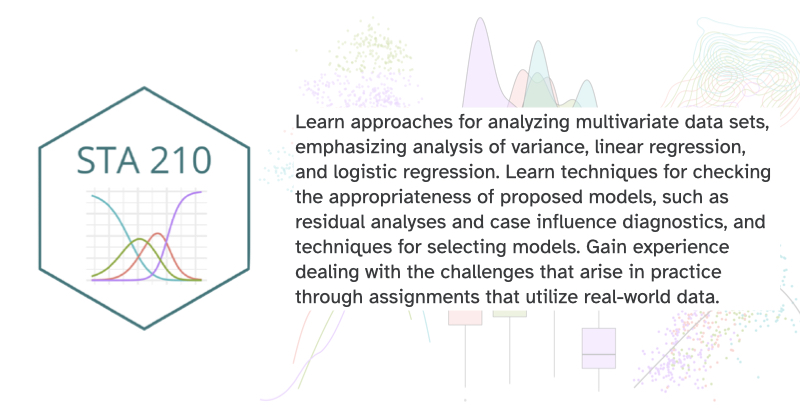 STA 210
Learn approaches for analyzing multivariate data sets,
emphasizing analysis of variance, linear regression,
and logistic regression. Learn techniques for checking
the appropriateness of proposed models, such as
residual analyses and case influence diagnostics, and
techniques for selecting models. Gain experience
dealing with the challenges that arise in practice
through assignments that utilize real-world data.